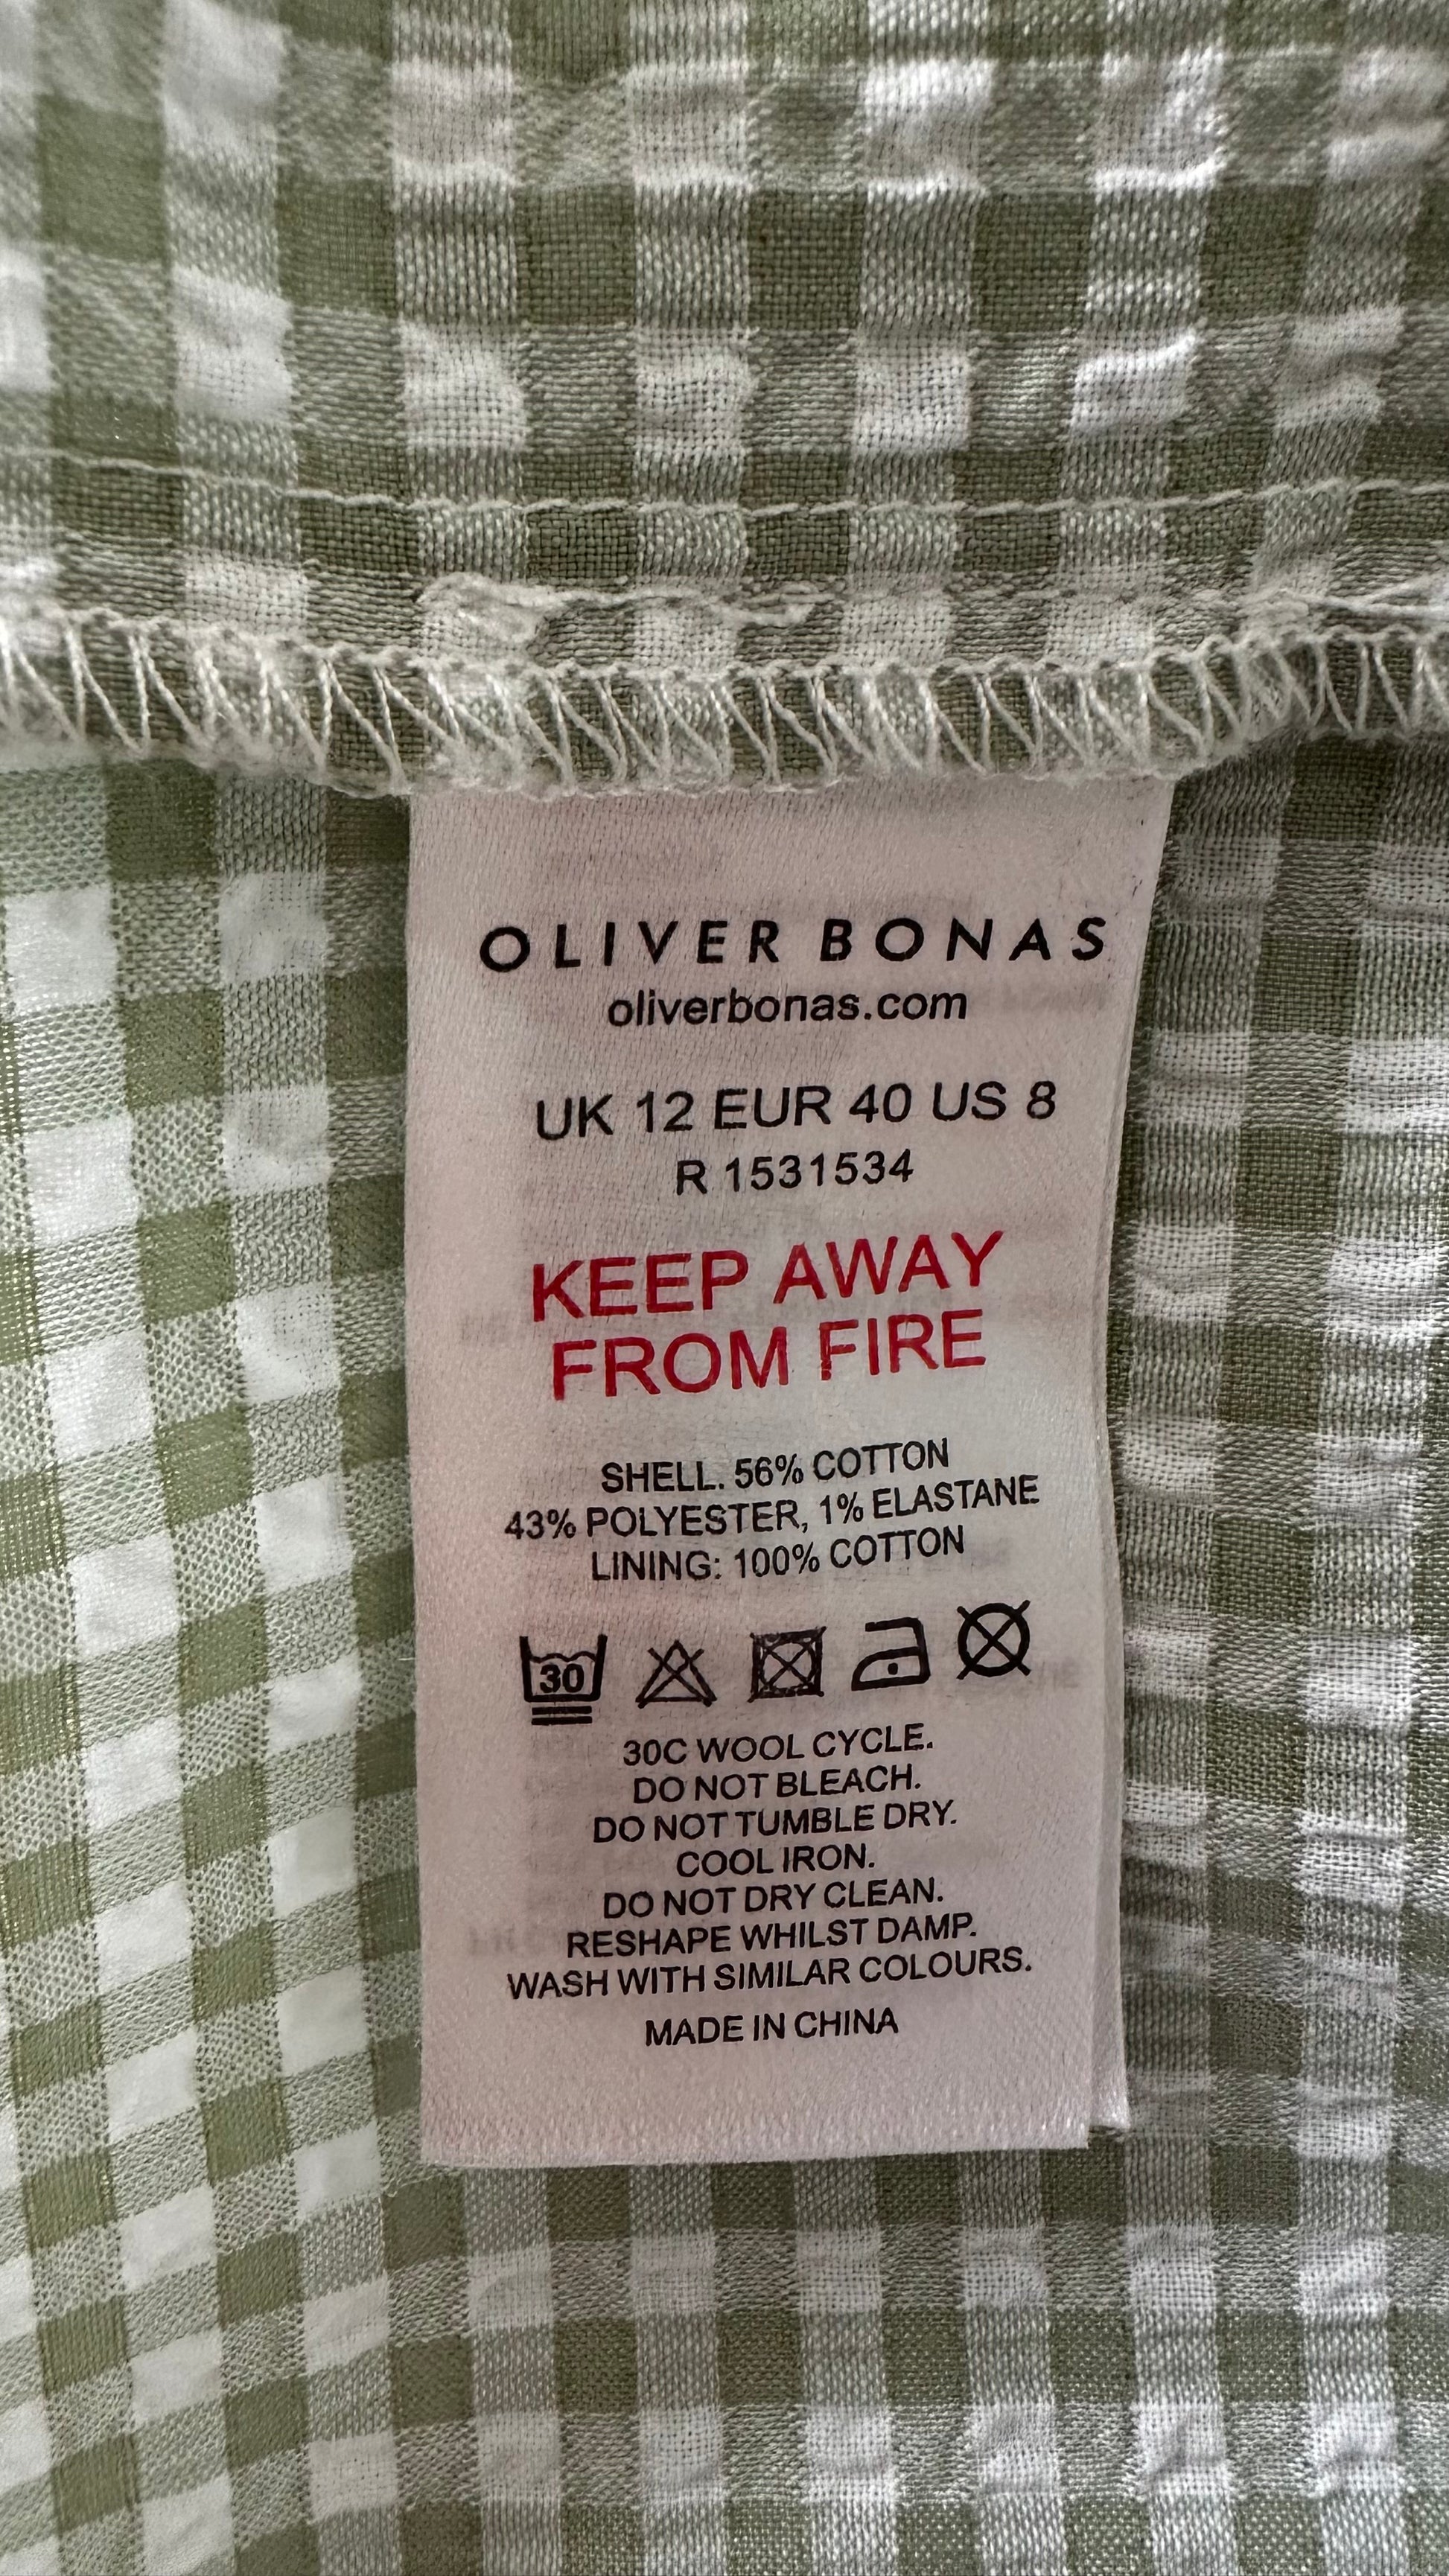 OLIVER BONAS
oliverbonas.com
UK 12 EUR 40 US 8
R 1531534
KEEP AWAY
FROM FIRE
SHELL. 56% COTTON
43% POLYESTER, 1% ELASTANE
LINING: 100% COTTON
30
30C WOOL CYCLE.
DO NOT BLEACH.
DO NOT TUMBLE DRY.
COOL IRON.
DO NOT DRY CLEAN.
RESHAPE WHILST DAMP.
WASH WITH SIMILAR COLOURS.
MADE IN CHINA